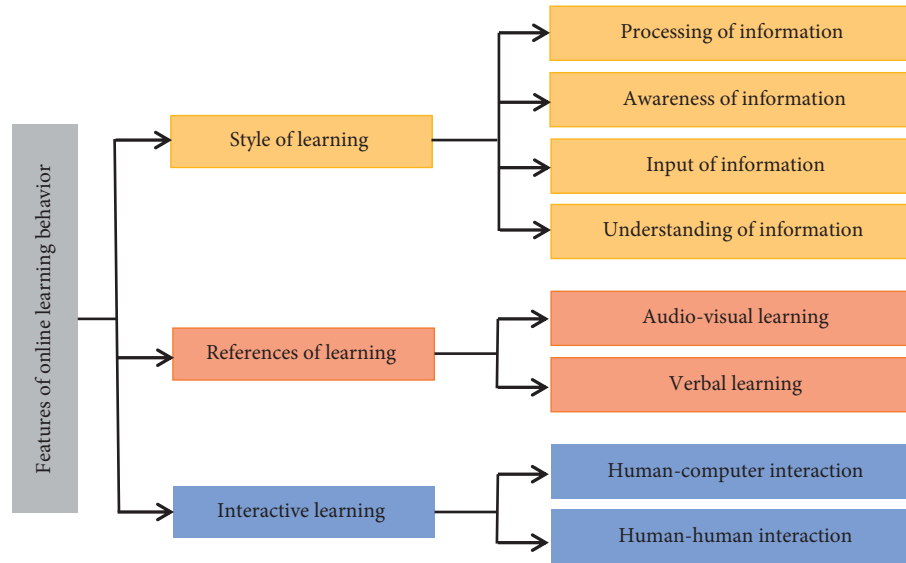 Features of online learning behavior
Style of learning
Processing of information
Awareness of information
Input of information
Understanding of information
References of learning
Audio-visual learning
Verbal learning
Interactive learning
Human-computer interaction
Human-human interaction